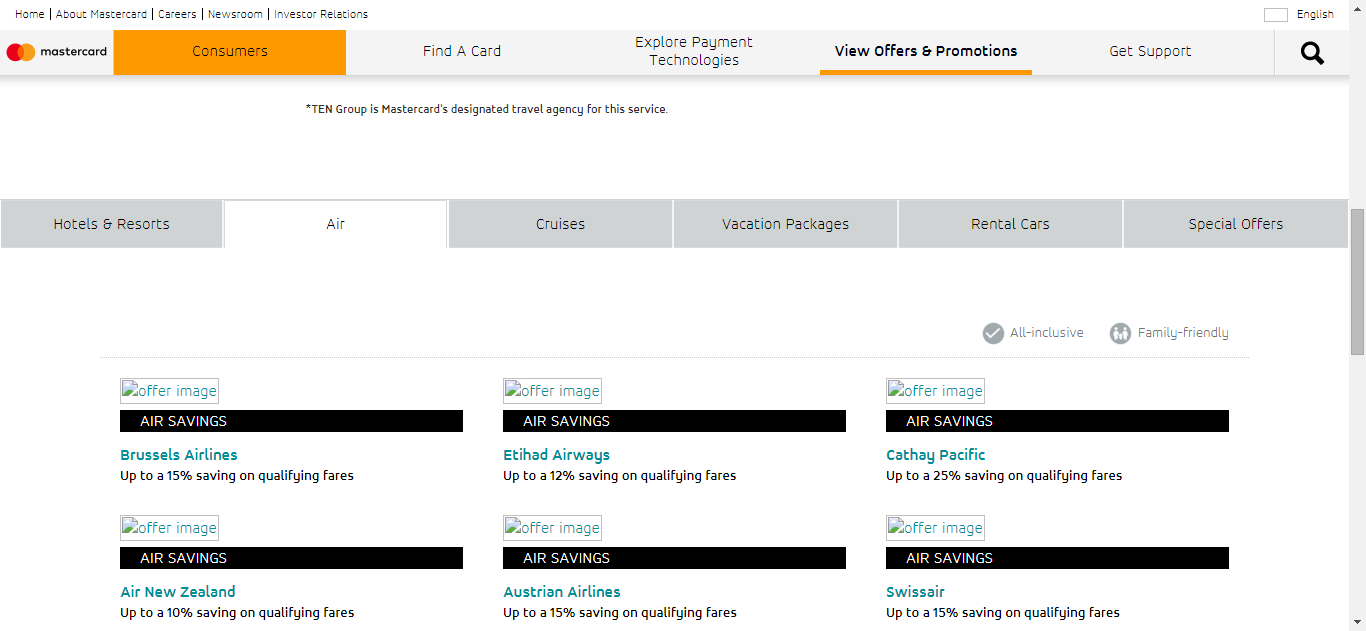 Home | About Mastercard | Careers | Newsroom | Investor Relations
English
mastercard
Consumers
Find A Card
Explore Payment
Technologies
View Offers & Promotions
Get Support
*TEN Group is Mastercard's designated travel agency for this service.
Hotels & Resorts
Air
Cruises
Vacation Packages
Rental Cars
Special Offers
All-inclusive
Family-friendly
offer image
offer image
offer image
AIR SAVINGS
AIR SAVINGS
AIR SAVINGS
Brussels Airlines
Etihad Airways
Cathay Pacific
Up to a 15% saving on qualifying fares
Up to a 12% saving on qualifying fares
Up to a 25% saving on qualifying fares
offer image
offer image
offer image
AIR SAVINGS
AIR SAVINGS
AIR SAVINGS
Air New Zealand
Austrian Airlines
Swissair
Up to a 10% saving on qualifying fares
Up to a 15% saving on qualifying fares
Up to a 15% saving on qualifying fares